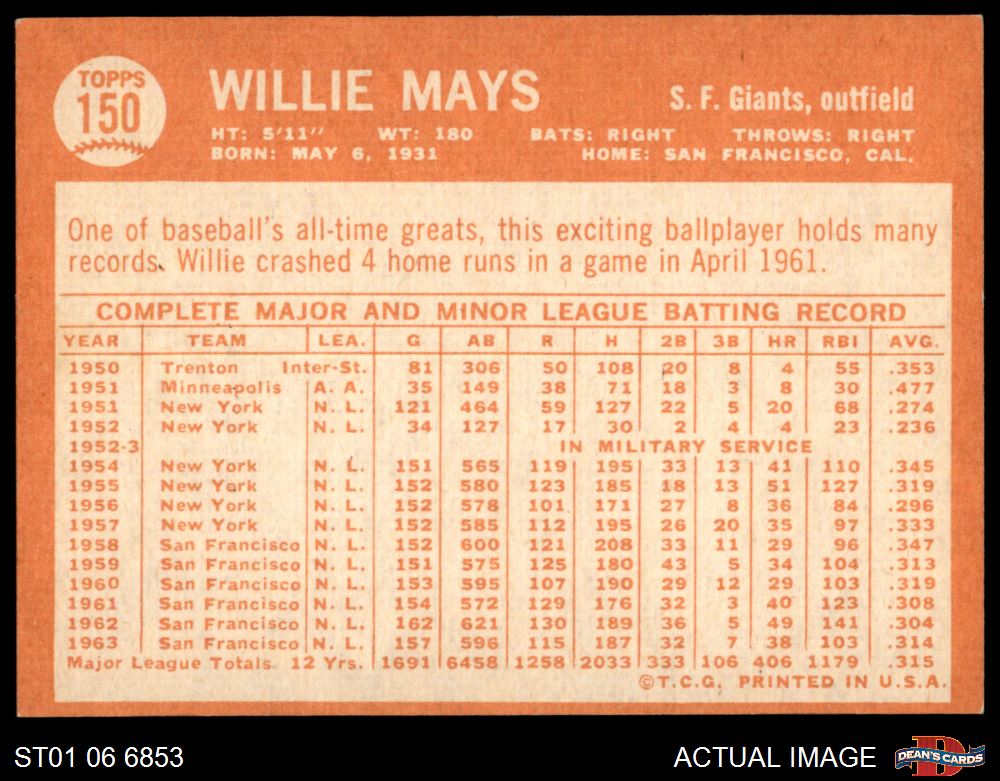 TOPPS
150
WILLIE MAYS
S. F. Giants, outfield
HT: 5'11" WT: 180 BATS: RIGHT THROWS: RIGHT
BORN: MAY 6, 1931 HOME: SAN FRANCISCO, CAL.
One of baseball's all-time greats, this exciting ballplayer holds many
records. Willie crashed 4 home runs in a game in April 1961.
COMPLETE MAJOR AND MINOR LEAGUE BATTING RECORD
YEAR TEAM LEA. G AB R H 2B 3B HR RBI AVG.
1950 Trenton Inter-St. 81 306 50 108 20 8 4 55 .353
1951 Minneapolis A. A. 35 149 38 71 18 3 8 30 .477
1951 New York N. L. 121 464 59 127 22 5 20 68 .274
1952 New York N. L. 34 127 17 30 2 4 4 23 .236
1952-3 IN MILITARY SERVICE
1954 New York N. L. 151 565 119 195 33 13 41 110 .345
1955 New York N. L. 152 580 123 185 18 13 51 127 .319
1956 New York N. L. 152 578 101 171 27 8 36 84 .296
1957 New York N. L. 152 585 112 195 26 20 35 97 .333
1958 San Francisco N. L. 152 600 121 208 33 11 29 96 .347
1959 San Francisco N. L. 151 575 125 180 43 5 34 104 .313
1960 San Francisco N. L. 153 595 107 190 29 12 29 103 .319
1961 San Francisco N. L. 154 572 129 176 32 3 40 123 .308
1962 San Francisco N. L. 162 621 130 189 36 5 49 141 .304
1963 San Francisco N. L. 157 596 115 187 32 7 38 103 .314
Major League Totals 12 Yrs. 1691 6458 1258 2033 333 106 406 1179 .315
©T.C.G. PRINTED IN U.S.A.
ST01 06 6853
ACTUAL IMAGE
D
DEAN'S CARDS